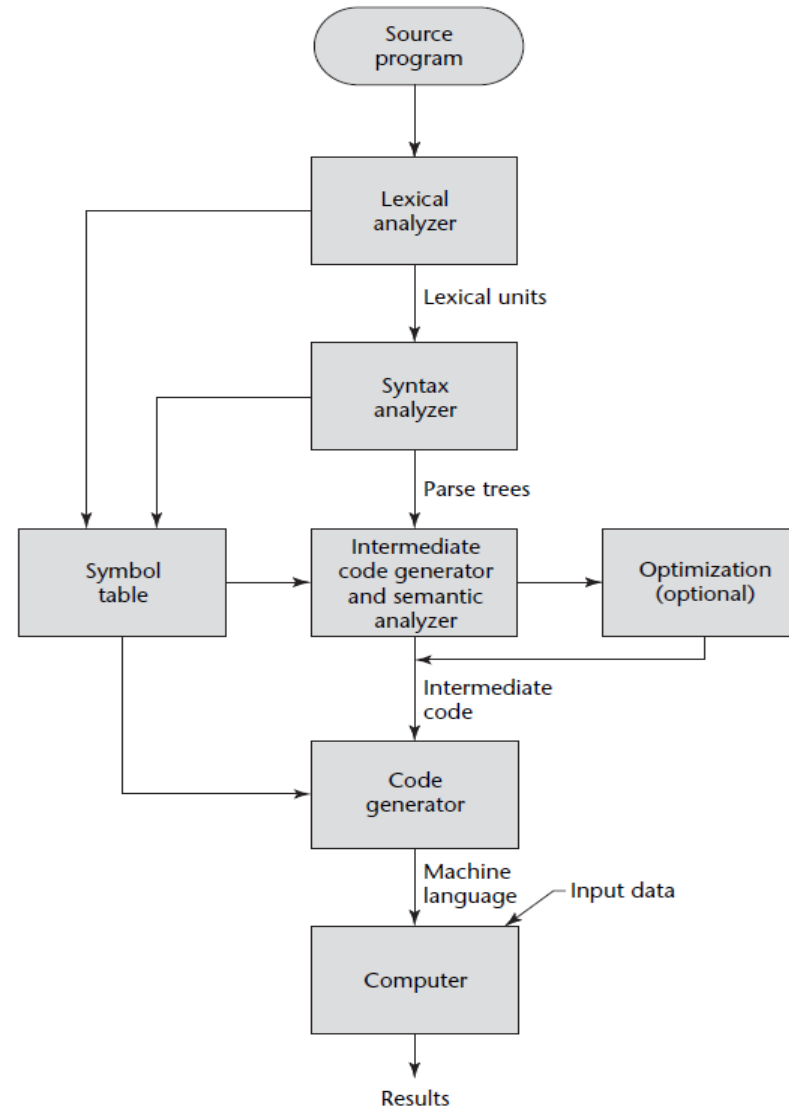 Source
program
Lexical
analyzer
Lexical units
Syntax
analyzer
Parse trees
Symbol
table
Intermediate
code generator
and semantic
analyzer
Optimization
(optional)
Intermediate
code
Code
generator
Machine
language
Input data
Computer
Results